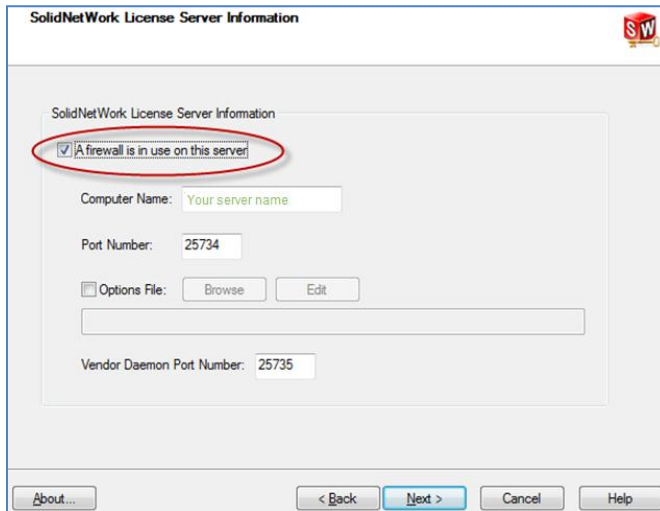 SolidNetWork License Server Information
SW
SolidNetWork License Server Information
A firewall is in use on this server
Computer Name: Your server name
Port Number: 25734
Options File: Browse Edit
Vendor Daemon Port Number: 25735
About... < Back Next > Cancel Help